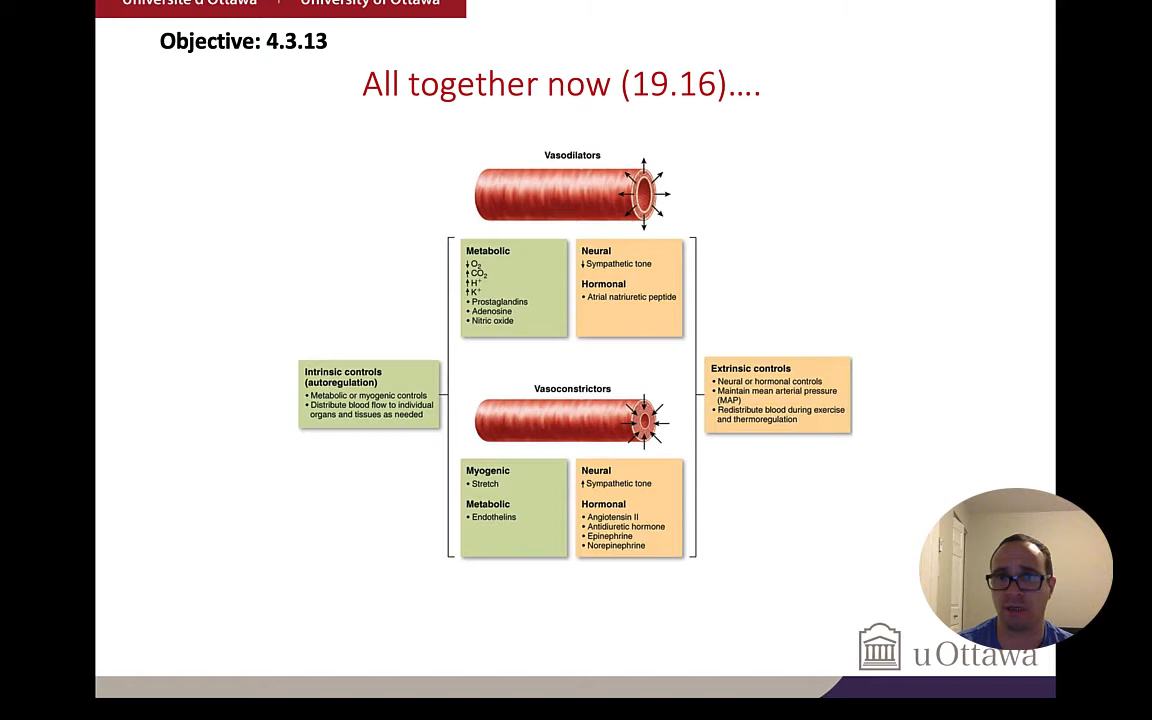 Université d'Ottawa | University of Ottawa
Objective: 4.3.13
All together now (19.16)....
Vasodilators
Metabolic
↓O₂
↑CO₂
↑H⁺
↑K⁺
• Prostaglandins
• Adenosine
• Nitric oxide
Neural
↓Sympathetic tone
Hormonal
• Atrial natriuretic peptide
Intrinsic controls
(autoregulation)
• Metabolic or myogenic controls
• Distribute blood flow to individual
organs and tissues as needed
Extrinsic controls
• Neural or hormonal controls
• Maintain mean arterial pressure
(MAP)
• Redistribute blood during exercise
and thermoregulation
Vasoconstrictors
Myogenic
• Stretch
Metabolic
• Endothelins
Neural
↑Sympathetic tone
Hormonal
• Angiotensin II
• Antidiuretic hormone
• Epinephrine
• Norepinephrine
uOttawa